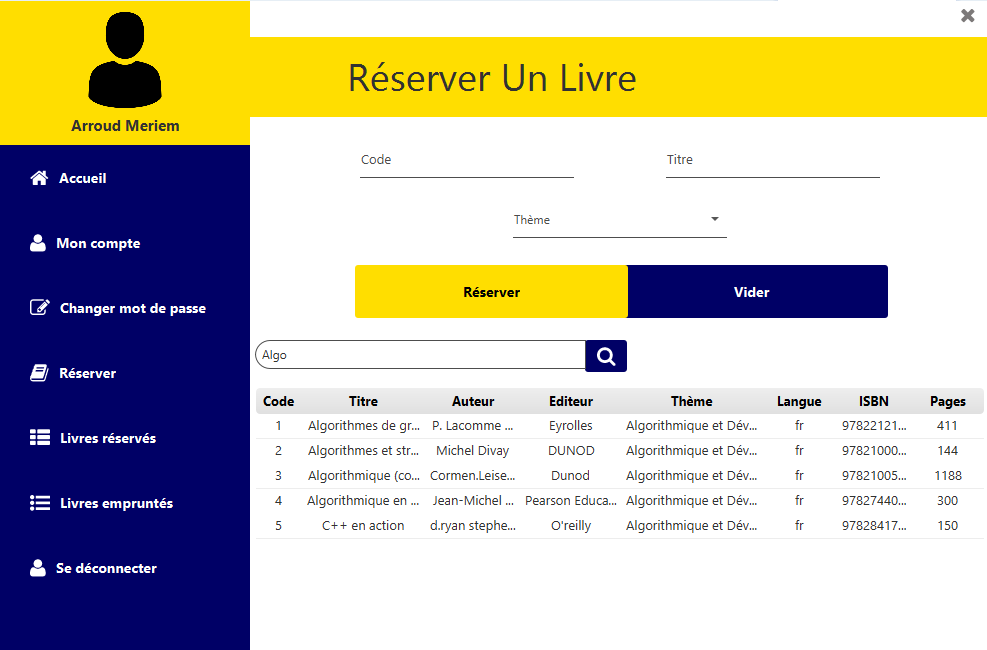 Arroud Meriem
Accueil
Mon compte
Changer mot de passe
Réserver
Livres réservés
Livres empruntés
Se déconnecter
Réserver Un Livre
Code Titre
Thème
Réserver Vider
Algo
Code Titre Auteur Editeur Thème Langue ISBN Pages
1 Algorithmes de gr... P. Lacomme ... Eyrolles Algorithmique et Dév... fr 97822121... 411
2 Algorithmes et str... Michel Divay DUNOD Algorithmique et Dév... fr 97821000... 144
3 Algorithmique (co... Cormen.Leise... Dunod Algorithmique et Dév... fr 97821005... 1188
4 Algorithmique en ... Jean-Michel ... Pearson Educa... Algorithmique et Dév... fr 97827440... 300
5 C++ en action d.ryan stephe... O'reilly Algorithmique et Dév... fr 97828417... 150